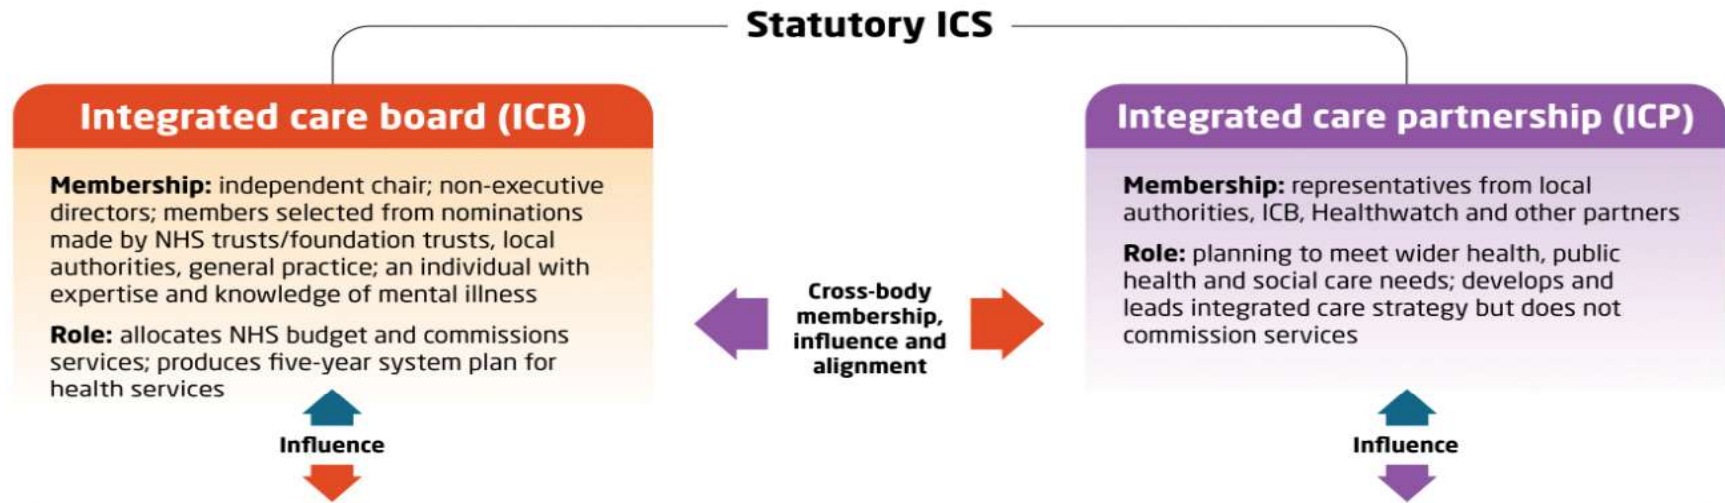 Statutory ICS
Integrated care board (ICB)
Membership: independent chair; non-executive
directors; members selected from nominations
made by NHS trusts/foundation trusts, local
authorities, general practice; an individual with
expertise and knowledge of mental illness
Role: allocates NHS budget and commissions
services; produces five-year system plan for
health services
Influence
Cross-body
membership,
influence and
alignment
Integrated care partnership (ICP)
Membership: representatives from local
authorities, ICB, Healthwatch and other partners
Role: planning to meet wider health, public
health and social care needs; develops and
leads integrated care strategy but does not
commission services
Influence